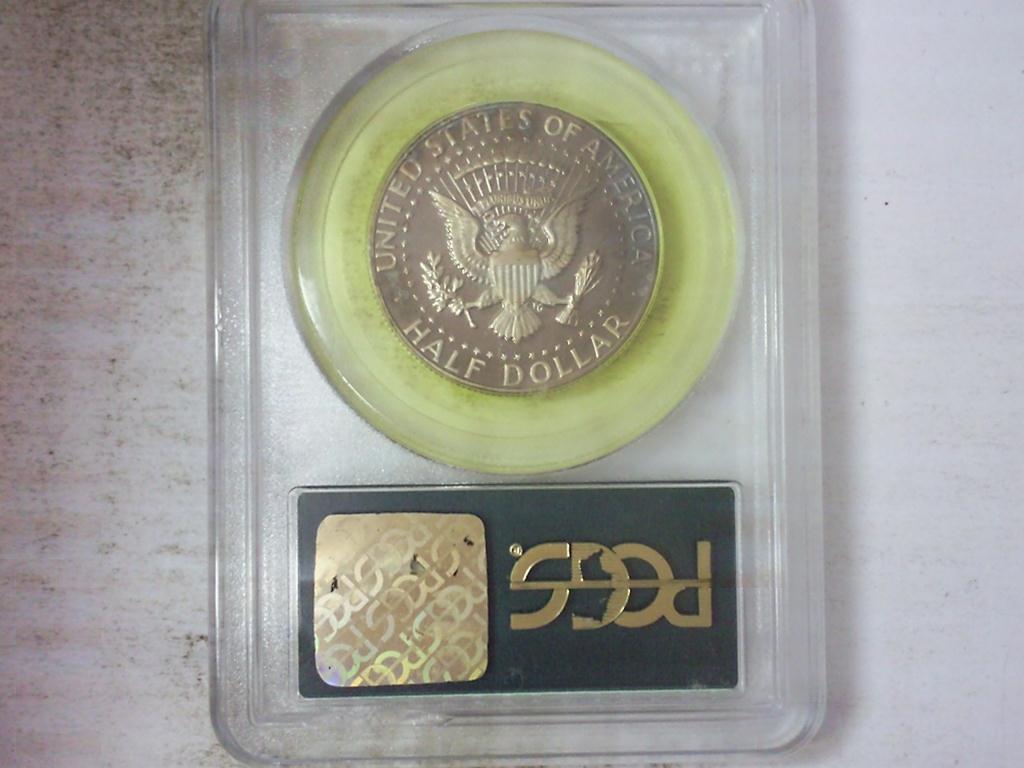 UNITED STATES OF AMERICA
HALF DOLLAR
PCGS